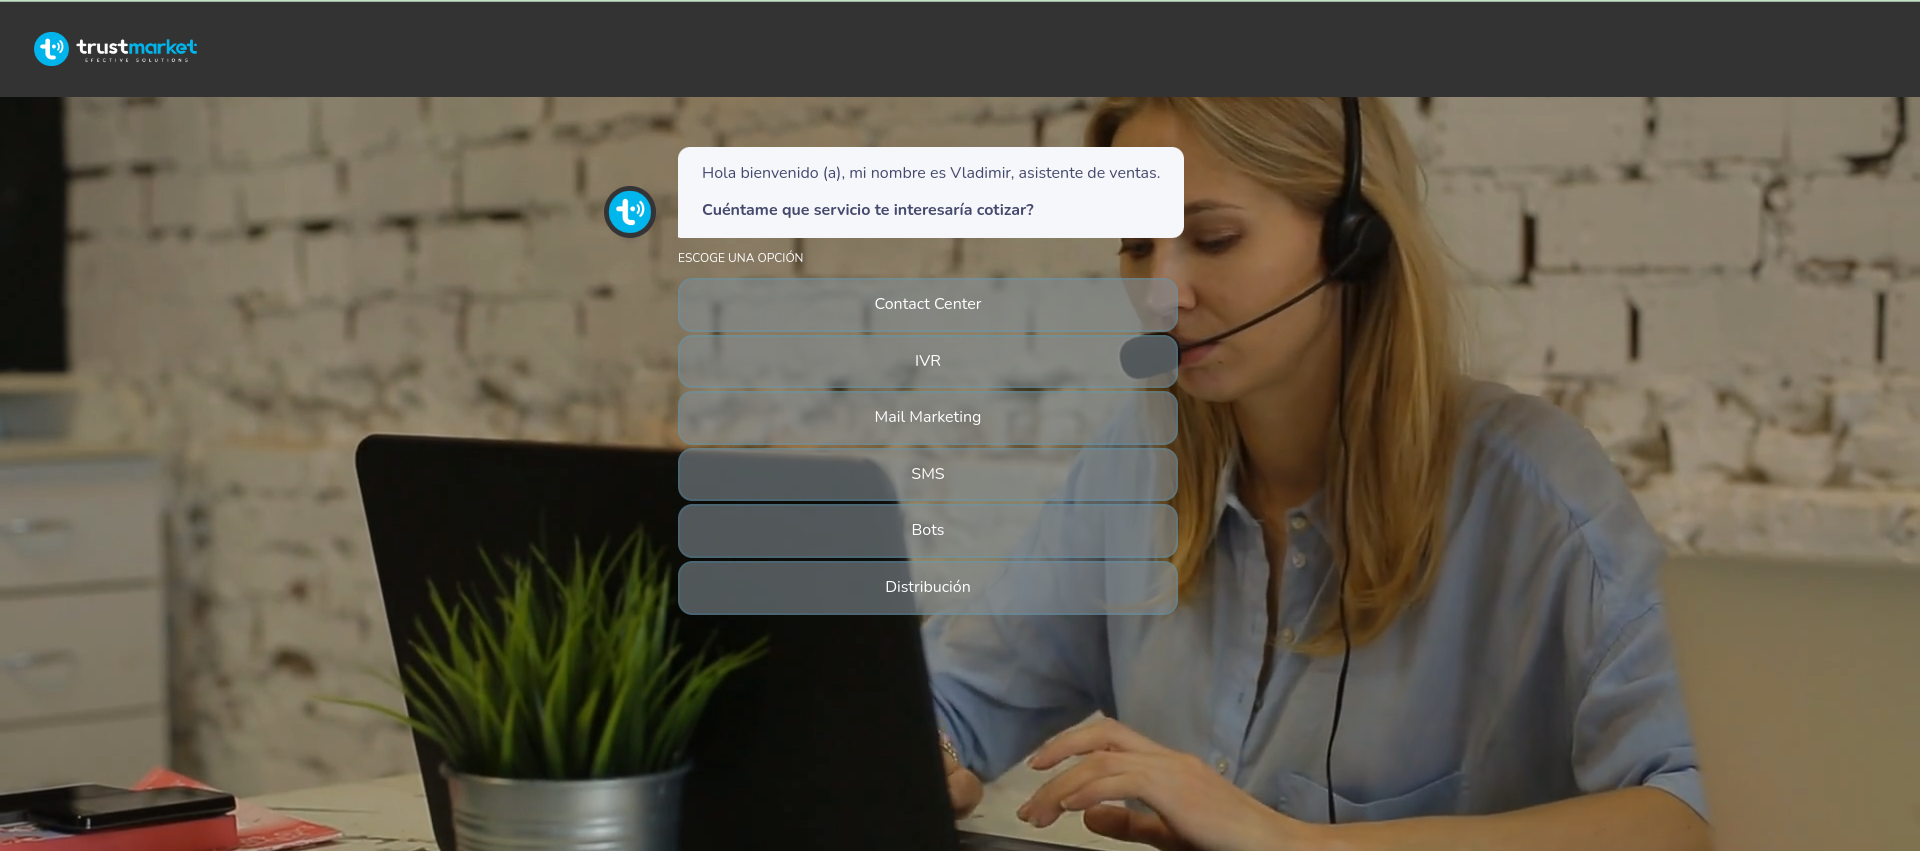 trustmarket
EFECTIVE SOLUTIONS
Hola bienvenido (a), mi nombre es Vladimir, asistente de ventas.
Cuéntame que servicio te interesaría cotizar?
ESCOGE UNA OPCIÓN
Contact Center
IVR
Mail Marketing
SMS
Bots
Distribución